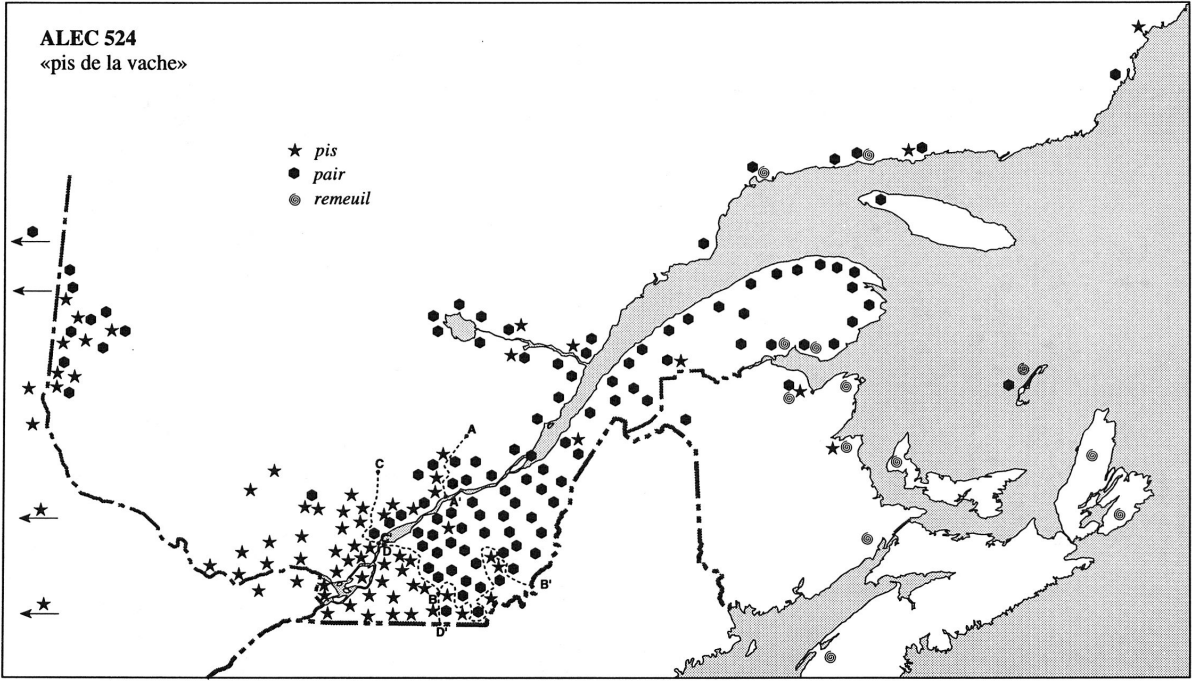 ALEC 524
«pis de la vache»
pis
pair
remeuil
A
C
C'
D
B
B'
D'